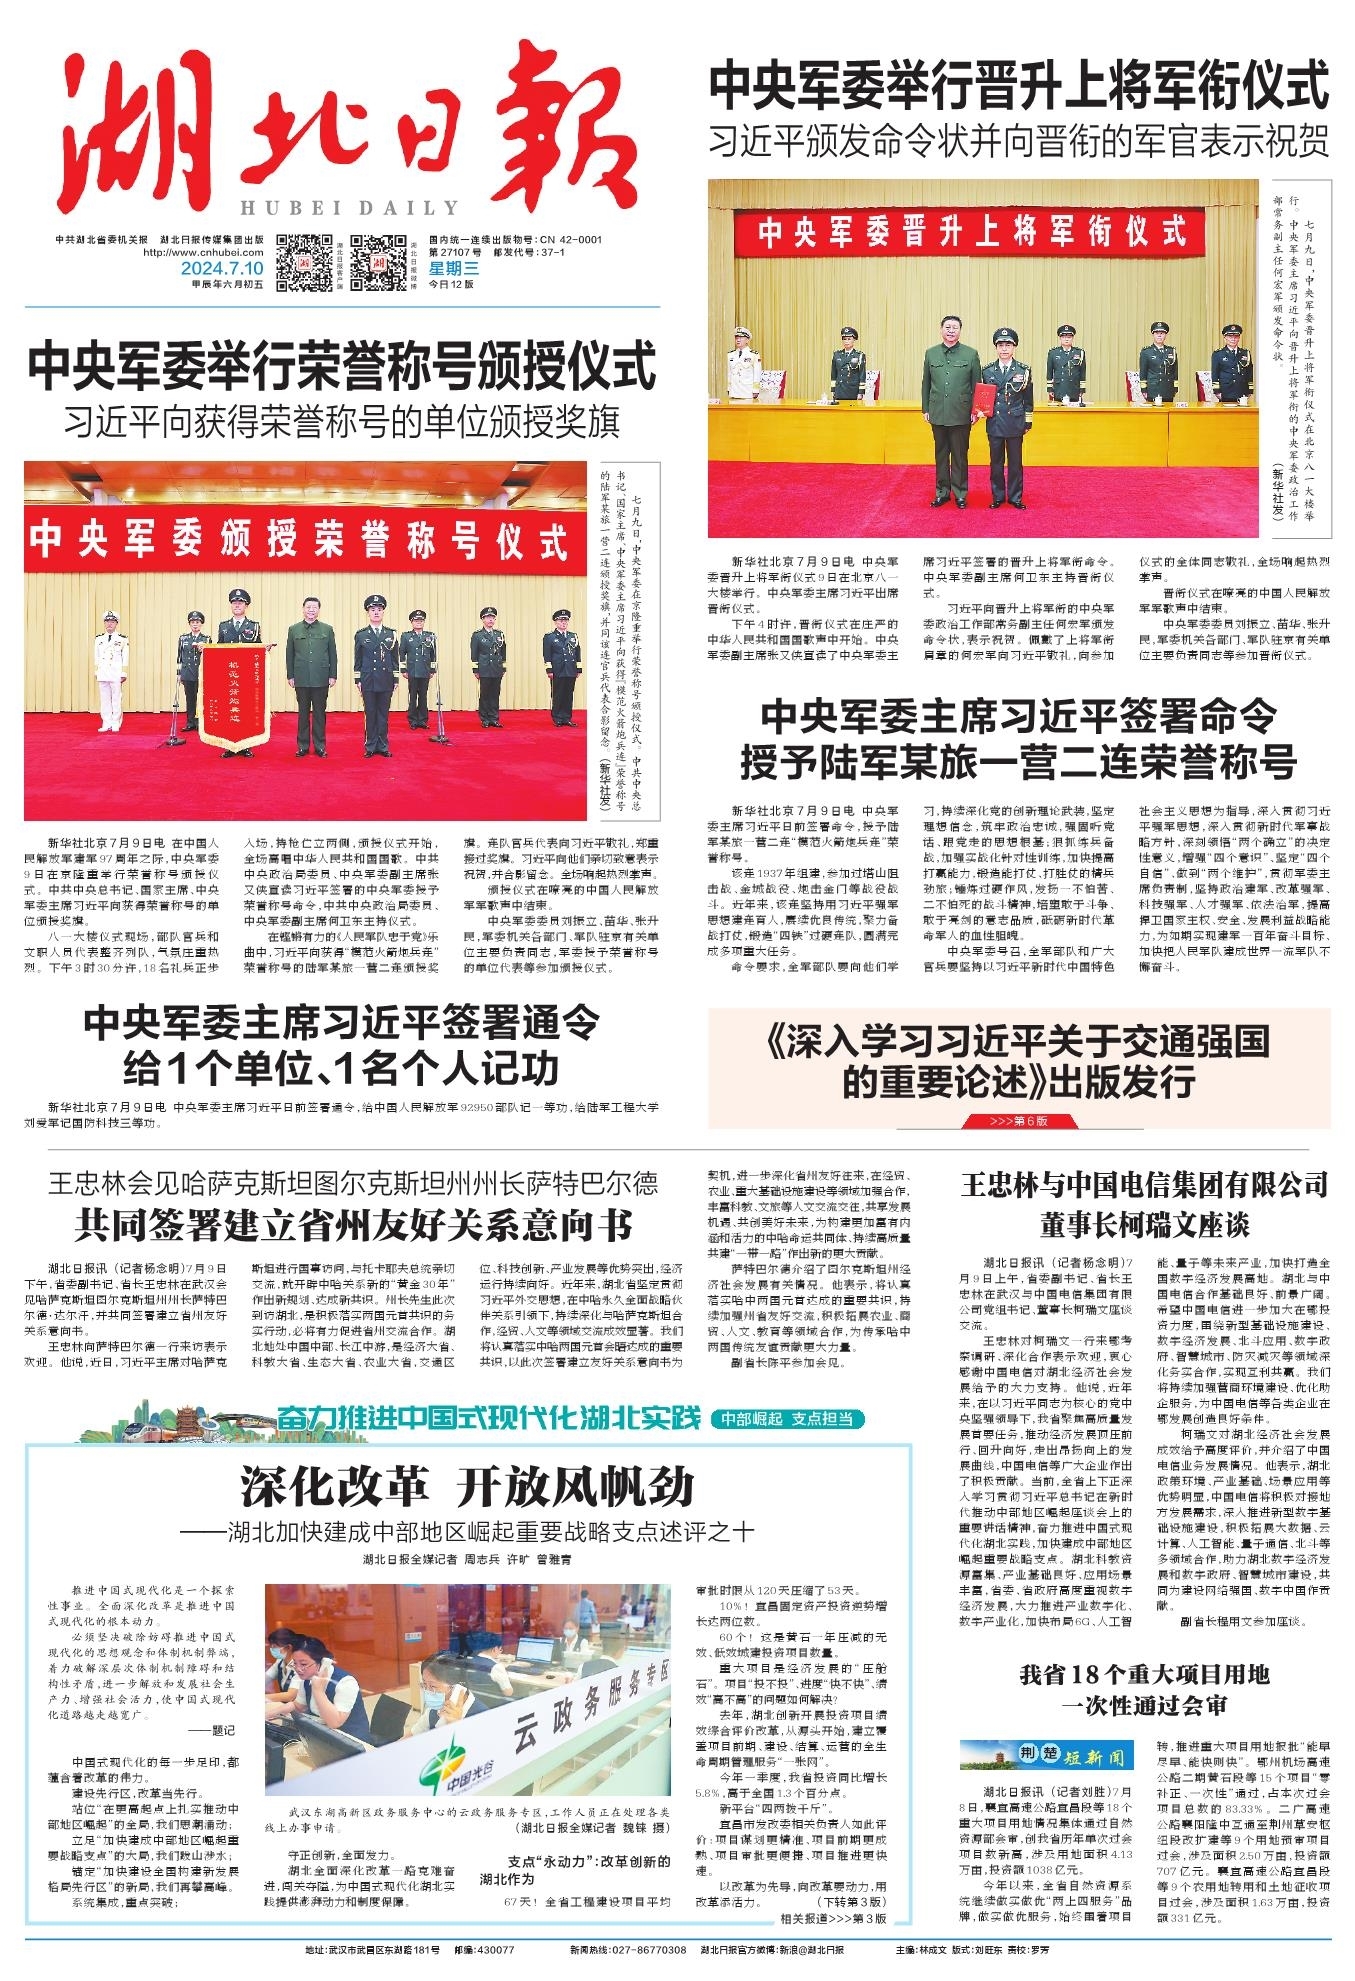 湖北日報
HUBEI DAILY
中共湖北省委机关报 湖北日报传媒集团出版
http://www.cnhubei.com
2024.7.10
甲辰年六月初五
湖北日报客户端
湖北日报微博
国内统一连续出版物号:CN 42-0001
第27107号 邮发代号:37-1
星期三
今日12版
中央军委举行荣誉称号颁授仪式
习近平向获得荣誉称号的单位颁授奖旗
中央军委颁授荣誉称号仪式
七月九日,中央军委在京隆重举行荣誉称号颁授仪式。中共中央总
书记、国家主席、中央军委主席习近平向获得“模范火箭炮兵连”荣誉称号
的陆军某旅一营二连颁授奖旗,并同该连官兵代表合影留念。(新华社发)
新华社北京7月9日电 在中国人
民解放军建军97周年之际,中央军委
9日在京隆重举行荣誉称号颁授仪
式。中共中央总书记、国家主席、中央
军委主席习近平向获得荣誉称号的单
位颁授奖旗。
八一大楼仪式现场,部队官兵和
文职人员代表整齐列队,气氛庄重热
烈。下午3时30分许,18名礼兵正步
入场,持枪伫立两侧,颁授仪式开始,
全场高唱中华人民共和国国歌。中共
中央政治局委员、中央军委副主席张
又侠宣读习近平签署的中央军委授予
荣誉称号命令,中共中央政治局委员、
中央军委副主席何卫东主持仪式。
在铿锵有力的《人民军队忠于党》乐
曲中,习近平向获得“模范火箭炮兵连”
荣誉称号的陆军某旅一营二连颁授奖
旗。连队官兵代表向习近平敬礼,郑重
接过奖旗。习近平向他们亲切致意表示
祝贺,并合影留念。全场响起热烈掌声。
颁授仪式在嘹亮的中国人民解放
军军歌声中结束。
中央军委委员刘振立、苗华、张升
民,军委机关各部门、军队驻京有关单
位主要负责同志,军委授予荣誉称号
的单位代表等参加颁授仪式。
中央军委主席习近平签署通令
给1个单位、1名个人记功
新华社北京7月9日电 中央军委主席习近平日前签署通令,给中国人民解放军92950部队记一等功,给陆军工程大学
刘爱军记国防科技三等功。
中央军委举行晋升上将军衔仪式
习近平颁发命令状并向晋衔的军官表示祝贺
中央军委晋升上将军衔仪式
七月九日,中央军委晋升上将军衔仪式在北京八一大楼举
行。中央军委主席习近平向晋升上将军衔的中央军委政治工作
部常务副主任何宏军颁发命令状。
(新华社发)
新华社北京7月9日电 中央军
委晋升上将军衔仪式9日在北京八一
大楼举行。中央军委主席习近平出席
晋衔仪式。
下午4时许,晋衔仪式在庄严的
中华人民共和国国歌声中开始。中央
军委副主席张又侠宣读了中央军委主
席习近平签署的晋升上将军衔命令。
中央军委副主席何卫东主持晋衔仪
式。
习近平向晋升上将军衔的中央军
委政治工作部常务副主任何宏军颁发
命令状,表示祝贺。佩戴了上将军衔
肩章的何宏军向习近平敬礼,向参加
仪式的全体同志敬礼,全场响起热烈
掌声。
晋衔仪式在嘹亮的中国人民解放
军军歌声中结束。
中央军委委员刘振立、苗华、张升
民,军委机关各部门、军队驻京有关单
位主要负责同志等参加晋衔仪式。
中央军委主席习近平签署命令
授予陆军某旅一营二连荣誉称号
新华社北京7月9日电 中央军
委主席习近平日前签署命令,授予陆
军某旅一营二连“模范火箭炮兵连”荣
誉称号。
该连1937年组建,参加过塔山阻
击战、金城战役、炮击金门等战役战
斗。近年来,该连坚持用习近平强军
思想建连育人,赓续优良传统,聚力备
战打仗,锻造“四铁”过硬连队,圆满完
成多项重大任务。
命令要求,全军部队要向他们学
习,持续深化党的创新理论武装,坚定
理想信念,筑牢政治忠诚,强固听党
话、跟党走的思想根基;狠抓练兵备
战,加强实战化针对性训练,加快提高
打赢能力,锻造能打仗、打胜仗的精兵
劲旅;锤炼过硬作风,发扬一不怕苦、
二不怕死的战斗精神,培塑敢于斗争、
敢于亮剑的意志品质,砥砺新时代革
命军人的血性胆魄。
中央军委号召,全军部队和广大
官兵要坚持以习近平新时代中国特色
社会主义思想为指导,深入贯彻习近
平强军思想,深入贯彻新时代军事战
略方针,深刻领悟“两个确立”的决定
性意义,增强“四个意识”、坚定“四个
自信”、做到“两个维护”,贯彻军委主
席负责制,坚持政治建军、改革强军、
科技强军、人才强军、依法治军,提高
捍卫国家主权、安全、发展利益战略能
力,为如期实现建军一百年奋斗目标、
加快把人民军队建成世界一流军队不
懈奋斗。
《深入学习习近平关于交通强国
的重要论述》出版发行
>>>第6版
王忠林会见哈萨克斯坦图尔克斯坦州州长萨特巴尔德
共同签署建立省州友好关系意向书
湖北日报讯(记者杨念明)7月9日
下午,省委副书记、省长王忠林在武汉会
见哈萨克斯坦图尔克斯坦州州长萨特巴
尔德·达尔汗,并共同签署建立省州友好
关系意向书。
王忠林向萨特巴尔德一行来访表示
欢迎。他说,近日,习近平主席对哈萨克
斯坦进行国事访问,与托卡耶夫总统亲切
交流,就开辟中哈关系新的“黄金30年”
作出新规划、达成新共识。州长先生此次
到访湖北,是积极落实两国元首共识的务
实行动,必将有力促进省州交流合作。湖
北地处中国中部、长江中游,是经济大省、
科教大省、生态大省、农业大省,交通区
位、科技创新、产业发展等优势突出,经济
运行持续向好。近年来,湖北省坚定贯彻
习近平外交思想,在中哈永久全面战略伙
伴关系引领下,持续深化与哈萨克斯坦合
作,经贸、人文等领域交流成效显著。我们
将认真落实中哈两国元首会晤达成的重要
共识,以此次签署建立友好关系意向书为
契机,进一步深化省州友好往来,在经贸、
农业、重大基础设施建设等领域加强合作,
丰富科教、文旅等人文交流交往,共享发展
机遇、共创美好未来,为构建更加富有内
涵和活力的中哈命运共同体、持续高质量
共建“一带一路”作出新的更大贡献。
萨特巴尔德介绍了图尔克斯坦州经
济社会发展有关情况。他表示,将认真
落实哈中两国元首达成的重要共识,持
续加强州省友好交流,积极拓展农业、商
贸、人文、教育等领域合作,为传承哈中
两国传统友谊贡献更大力量。
副省长陈平参加会见。
奋力推进中国式现代化湖北实践 中部崛起 支点担当
深化改革 开放风帆劲
——湖北加快建成中部地区崛起重要战略支点述评之十
湖北日报全媒记者 周志兵 许旷 曾雅青
推进中国式现代化是一个探索
性事业。全面深化改革是推进中国
式现代化的根本动力。
必须坚决破除妨碍推进中国式
现代化的思想观念和体制机制弊端,
着力破解深层次体制机制障碍和结
构性矛盾,进一步解放和发展社会生
产力、增强社会活力,使中国式现代
化道路越走越宽广。
——题记
中国式现代化的每一步足印,都
蕴含着改革的伟力。
建设先行区,改革当先行。
站位“在更高起点上扎实推动中
部地区崛起”的全局,我们思潮涌动;
立足“加快建成中部地区崛起重
要战略支点”的大局,我们跋山涉水;
锚定“加快建设全国构建新发展
格局先行区”的新局,我们再攀高峰。
系统集成,重点突破;
云政务服务专区
中国光谷
武汉东湖高新区政务服务中心的云政务服务专区,工作人员正在处理各类
线上办事申请。 (湖北日报全媒记者 魏铼 摄)
守正创新,全面发力。
湖北全面深化改革一路克难奋
进,闯关夺隘,为中国式现代化湖北实
践提供澎湃动力和制度保障。
支点“永动力”:改革创新的
湖北作为
67天!全省工程建设项目平均
审批时限从120天压缩了53天。
10%!宜昌固定资产投资逆势增
长达两位数。
60个!这是黄石一年压减的无
效、低效城建投资项目数量。
重大项目是经济发展的“压舱
石”。项目“投不投”、进度“快不快”、绩
效“高不高”的问题如何解决?
去年,湖北创新开展投资项目绩
效综合评价改革,从源头开始,建立覆
盖项目前期、建设、结算、运营的全生
命周期管理服务“一张网”。
今年一季度,我省投资同比增长
5.8%,高于全国1.3个百分点。
新平台“四两拨千斤”。
宜昌市发改委相关负责人如此评
价:项目谋划更精准、项目前期更成
熟、项目审批更便捷、项目推进更快
速。
以改革为先导,向改革要动力,用
改革添活力。 (下转第3版)
相关报道>>>第3版
王忠林与中国电信集团有限公司
董事长柯瑞文座谈
湖北日报讯(记者杨念明)7
月9日上午,省委副书记、省长王
忠林在武汉与中国电信集团有限
公司党组书记、董事长柯瑞文座谈
交流。
王忠林对柯瑞文一行来鄂考
察调研、深化合作表示欢迎,衷心
感谢中国电信对湖北经济社会发
展给予的大力支持。他说,近年
来,在以习近平同志为核心的党中
央坚强领导下,我省聚焦高质量发
展首要任务,推动经济发展顶压前
行、回升向好,走出昂扬向上的发
展曲线,中国电信等广大企业作出
了积极贡献。当前,全省上下正深
入学习贯彻习近平总书记在新时
代推动中部地区崛起座谈会上的
重要讲话精神,奋力推进中国式现
代化湖北实践,加快建成中部地区
崛起重要战略支点。湖北科教资
源富集、产业基础良好、应用场景
丰富,省委、省政府高度重视数字
经济发展,大力推进产业数字化、
数字产业化,加快布局6G、人工智
能、量子等未来产业,加快打造全
国数字经济发展高地。湖北与中
国电信合作基础良好、前景广阔。
希望中国电信进一步加大在鄂投
资力度,围绕新型基础设施建设、
数字经济发展、北斗应用、数字政
府、智慧城市、防灾减灾等领域深
化务实合作,实现互利共赢。我们
将持续加强营商环境建设、优化助
企服务,为中国电信等各类企业在
鄂发展创造良好条件。
柯瑞文对湖北经济社会发展
成效给予高度评价,并介绍了中国
电信业务发展情况。他表示,湖北
政策环境、产业基础、场景应用等
优势明显,中国电信将积极对接地
方发展需求,深入推进新型数字基
础设施建设,积极拓展大数据、云
计算、人工智能、量子通信、北斗等
多领域合作,助力湖北数字经济发
展和数字政府、智慧城市建设,共
同为建设网络强国、数字中国作贡
献。
副省长程用文参加座谈。
我省18个重大项目用地
一次性通过会审
荆楚短新闻
湖北日报讯(记者刘胜)7月
8日,襄宜高速公路宜昌段等18个
重大项目用地情况集体通过自然
资源部会审,创我省历年单次过会
项目数新高,涉及用地面积4.13
万亩,投资额1038亿元。
今年以来,全省自然资源系
统继续做实做优“两上四服务”品
牌,做实做优服务,始终围着项目
转,推进重大项目用地报批“能早
尽早、能快则快”。鄂州机场高速
公路二期黄石段等15个项目“零
补正、一次性”通过,占本次过会
项目总数的83.33%。二广高速
公路襄阳隆中互通至荆州草安枢
纽段改扩建等9个用地预审项目
过会,涉及面积2.50万亩,投资额
707亿元。襄宜高速公路宜昌段
等9个农用地转用和土地征收项
目过会,涉及面积1.63万亩,投资
额331亿元。
地址:武汉市武昌区东湖路181号 邮编:430077 新闻热线:027-86770308 湖北日报官方微博:新浪@湖北日报 主编:林成文 版式:刘旺东 责校:罗芳